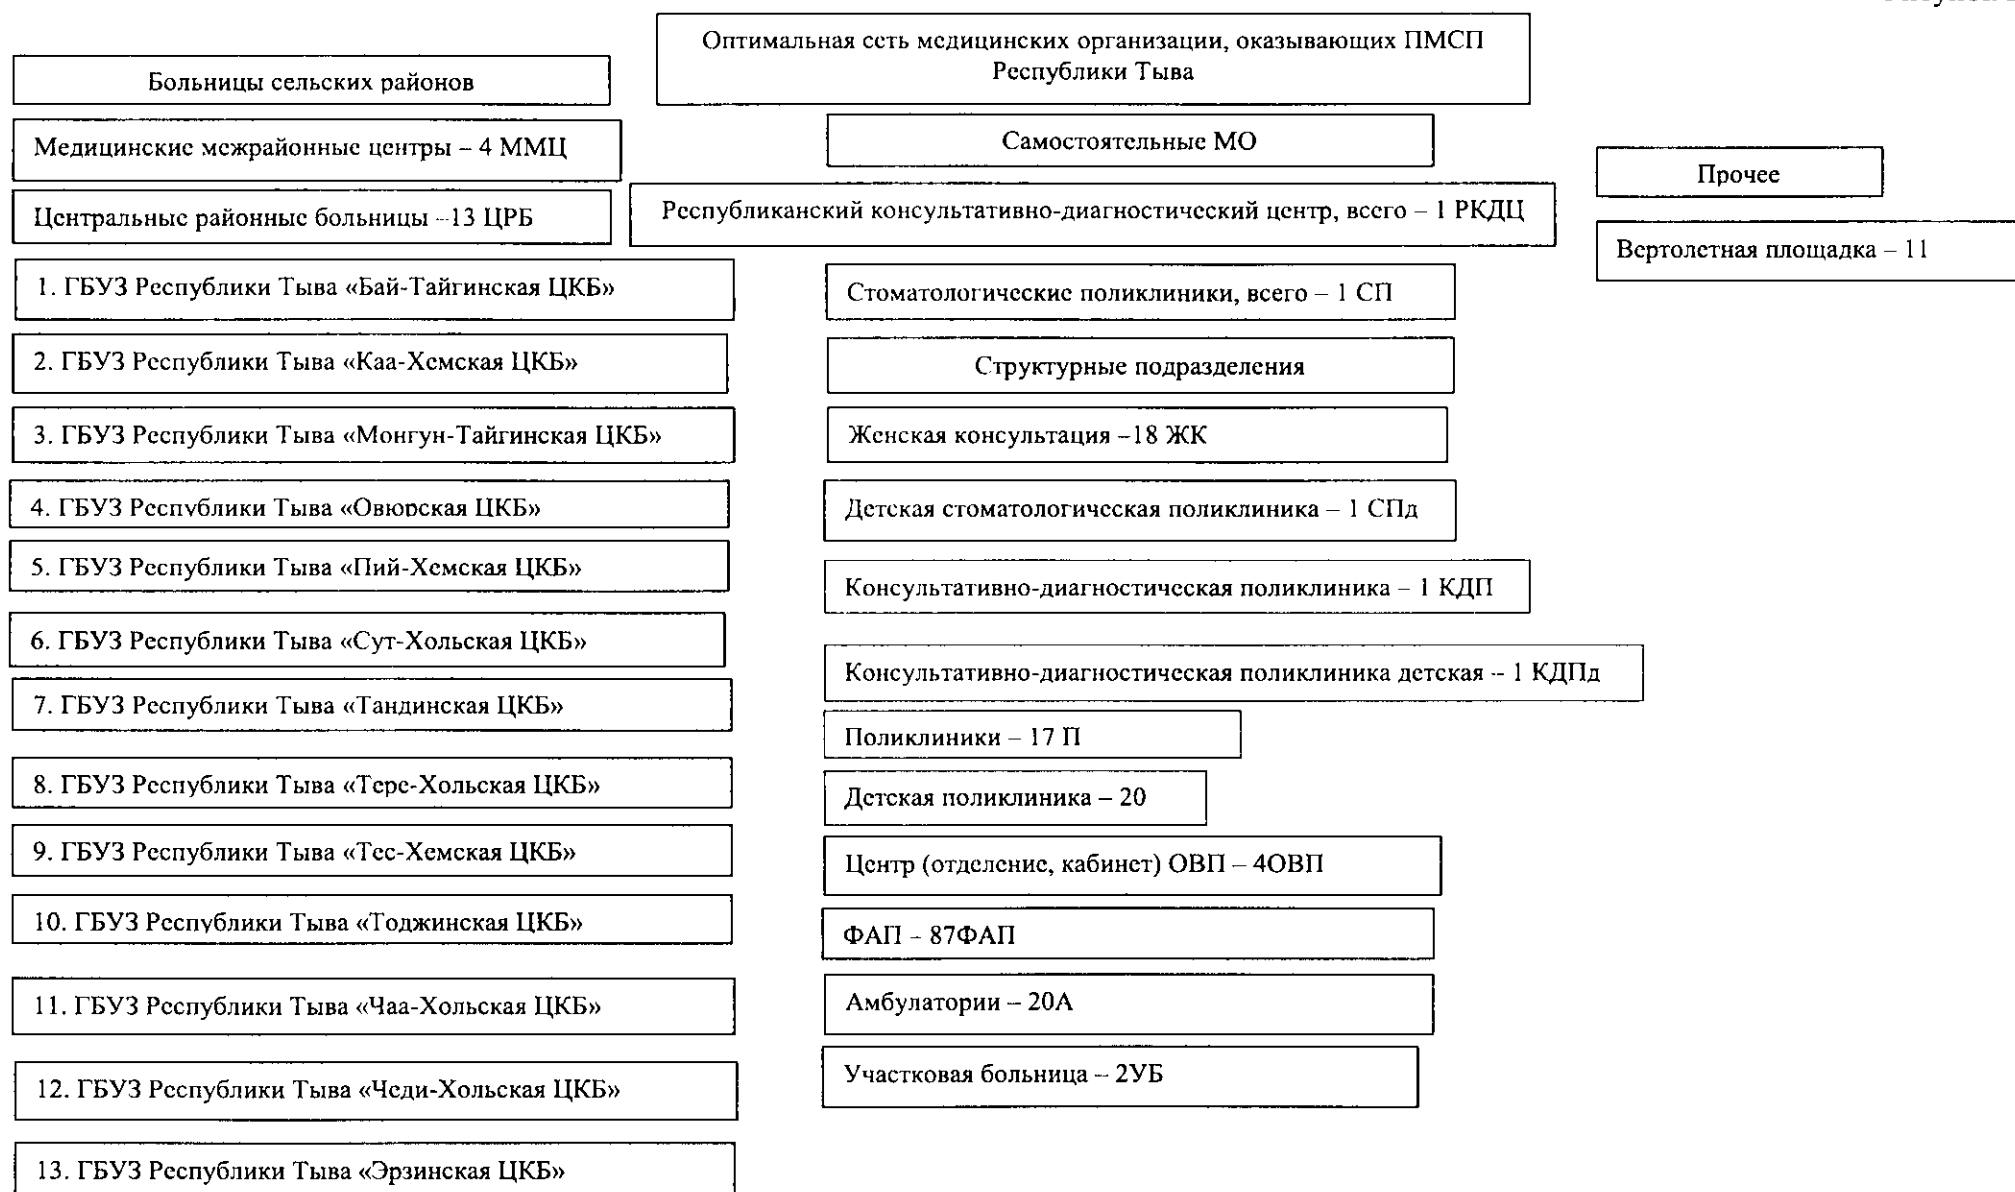 Оптимальная сеть медицинских организации, оказывающих ПМСП
Республики Тыва
Больницы сельских районов
Медицинские межрайонные центры – 4 ММЦ
Центральные районные больницы –13 ЦРБ
1. ГБУЗ Республики Тыва «Бай-Тайгинская ЦКБ»
2. ГБУЗ Республики Тыва «Каа-Хемская ЦКБ»
3. ГБУЗ Республики Тыва «Монгун-Тайгинская ЦКБ»
4. ГБУЗ Республики Тыва «Овюрская ЦКБ»
5. ГБУЗ Республики Тыва «Пий-Хемская ЦКБ»
6. ГБУЗ Республики Тыва «Сут-Хольская ЦКБ»
7. ГБУЗ Республики Тыва «Тандинская ЦКБ»
8. ГБУЗ Республики Тыва «Тере-Хольская ЦКБ»
9. ГБУЗ Республики Тыва «Тес-Хемская ЦКБ»
10. ГБУЗ Республики Тыва «Тоджинская ЦКБ»
11. ГБУЗ Республики Тыва «Чаа-Хольская ЦКБ»
12. ГБУЗ Республики Тыва «Чеди-Хольская ЦКБ»
13. ГБУЗ Республики Тыва «Эрзинская ЦКБ»
Самостоятельные МО
Республиканский консультативно-диагностический центр, всего – 1 РКДЦ
Стоматологические поликлиники, всего – 1 СП
Структурные подразделения
Женская консультация –18 ЖК
Детская стоматологическая поликлиника – 1 СПд
Консультативно-диагностическая поликлиника – 1 КДП
Консультативно-диагностическая поликлиника детская – 1 КДПд
Поликлиники – 17 П
Детская поликлиника – 20
Центр (отделение, кабинет) ОВП – 4ОВП
ФАП – 87ФАП
Амбулатории – 20А
Участковая больница – 2УБ
Прочее
Вертолетная площадка – 11